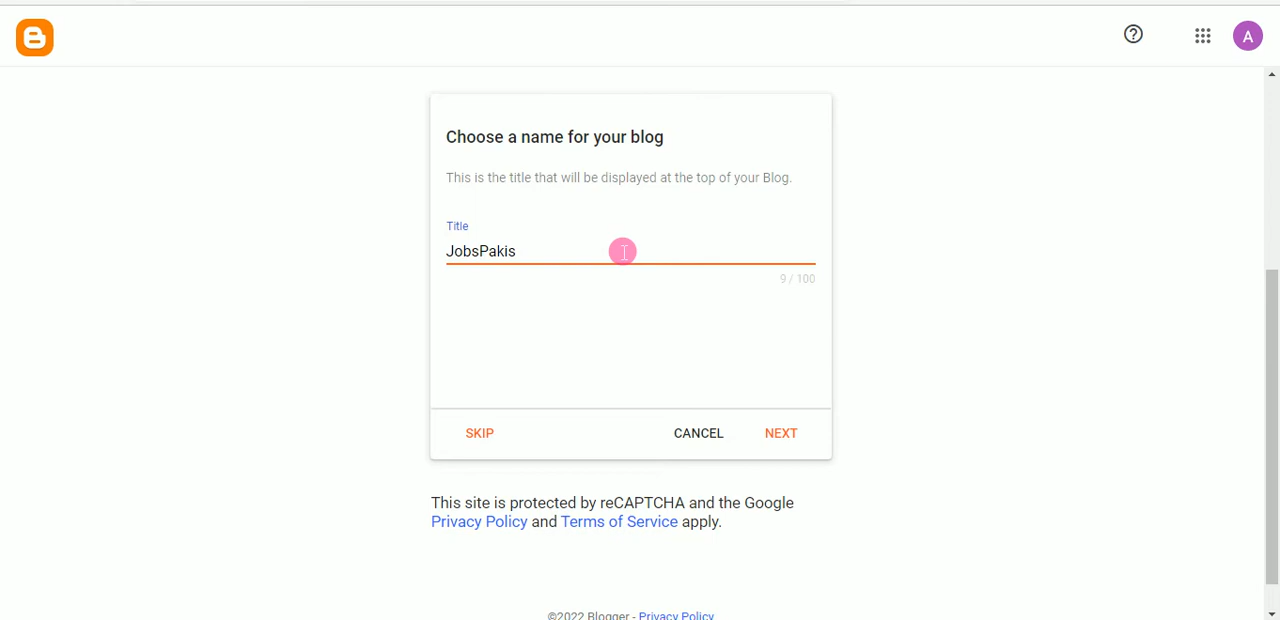 A
Choose a name for your blog
This is the title that will be displayed at the top of your Blog.
Title
JobsPakis
9 / 100
SKIP CANCEL NEXT
This site is protected by reCAPTCHA and the Google
Privacy Policy and Terms of Service apply.
©2022 Blogger - Privacy Policy